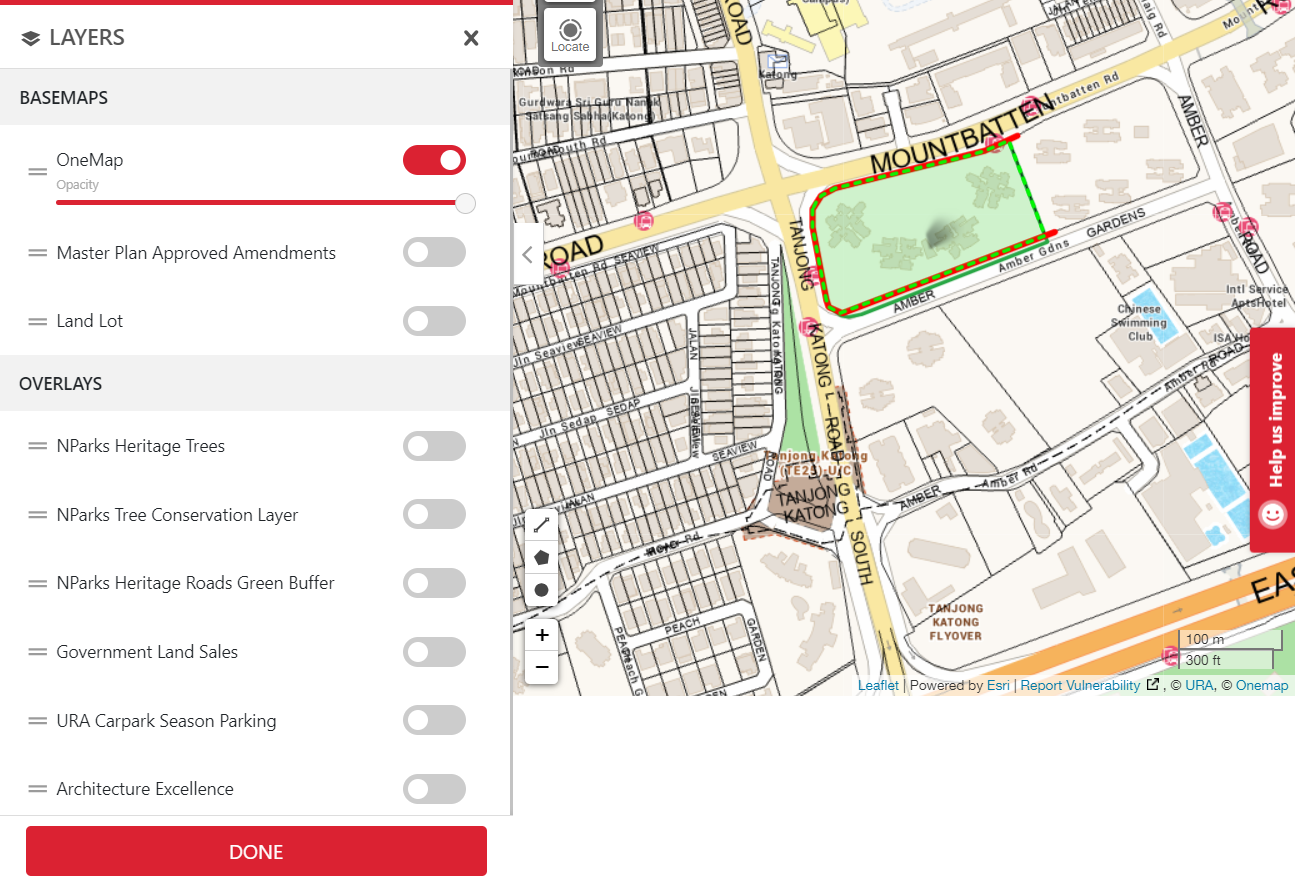 LAYERS
BASEMAPS
OneMap
Opacity
Master Plan Approved Amendments
Land Lot
OVERLAYS
NParks Heritage Trees
NParks Tree Conservation Layer
NParks Heritage Roads Green Buffer
Government Land Sales
URA Carpark Season Parking
Architecture Excellence
DONE
Locate
ROAD
Katong
Gurdwara Sri Guru Nanak
Satsang Sabha(Katong)
MOUNTBATTEN
AMBER
ROAD
ROAD
Mountbatten Rd
SEAVIEW
TANJONG
KATONG
ROAD
SOUTH
AMBER
GARDENS
Amber Gdns
Intl Service
AptsHotel
Chinese
Swimming
Club
JALAN
SEAVIEW
Jln Sedap
SEDAP
SEAVIEW
ROAD
JALAN
Amber Rd
ROAD
Tanjong Katong
(TE25) U/C
TANJONG
KATONG
AMBER
Amber Rd
PEACH
GARDEN
TANJONG
KATONG
FLYOVER
100 m
300 ft
Help us improve
+
−
Leaflet | Powered by Esri | Report Vulnerability , © URA, © Onemap